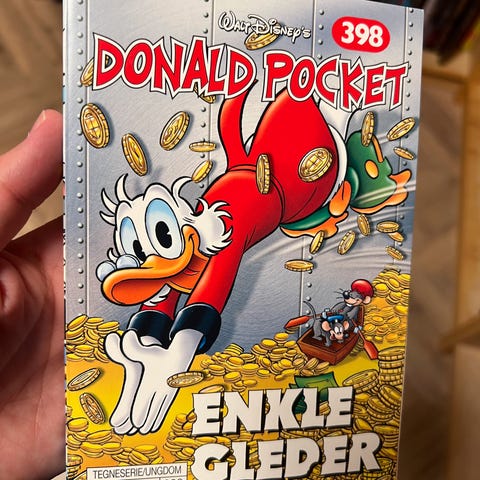 Walt Disney's
398
DONALD POCKET
ENKLE
GLEDER
TEGNESERIE/UNGDOM